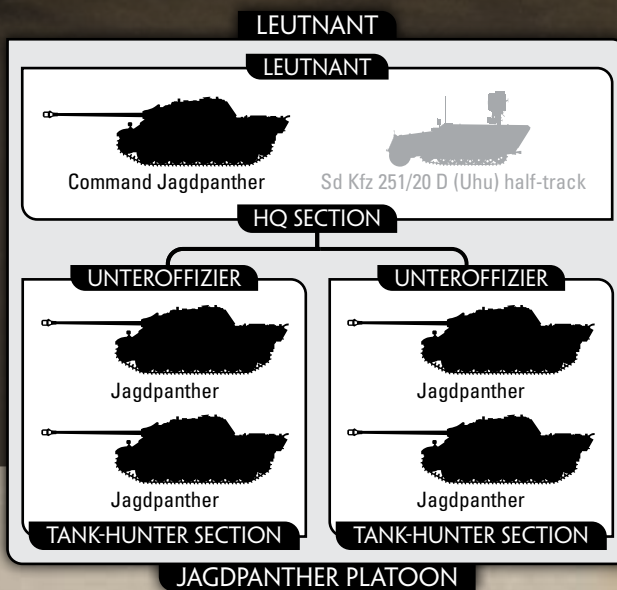 LEUTNANT
LEUTNANT
Command Jagdpanther
Sd Kfz 251/20 D (Uhu) half-track
HQ SECTION
UNTEROFFIZIER
Jagdpanther
Jagdpanther
TANK-HUNTER SECTION
UNTEROFFIZIER
Jagdpanther
Jagdpanther
TANK-HUNTER SECTION
JAGDPANTHER PLATOON